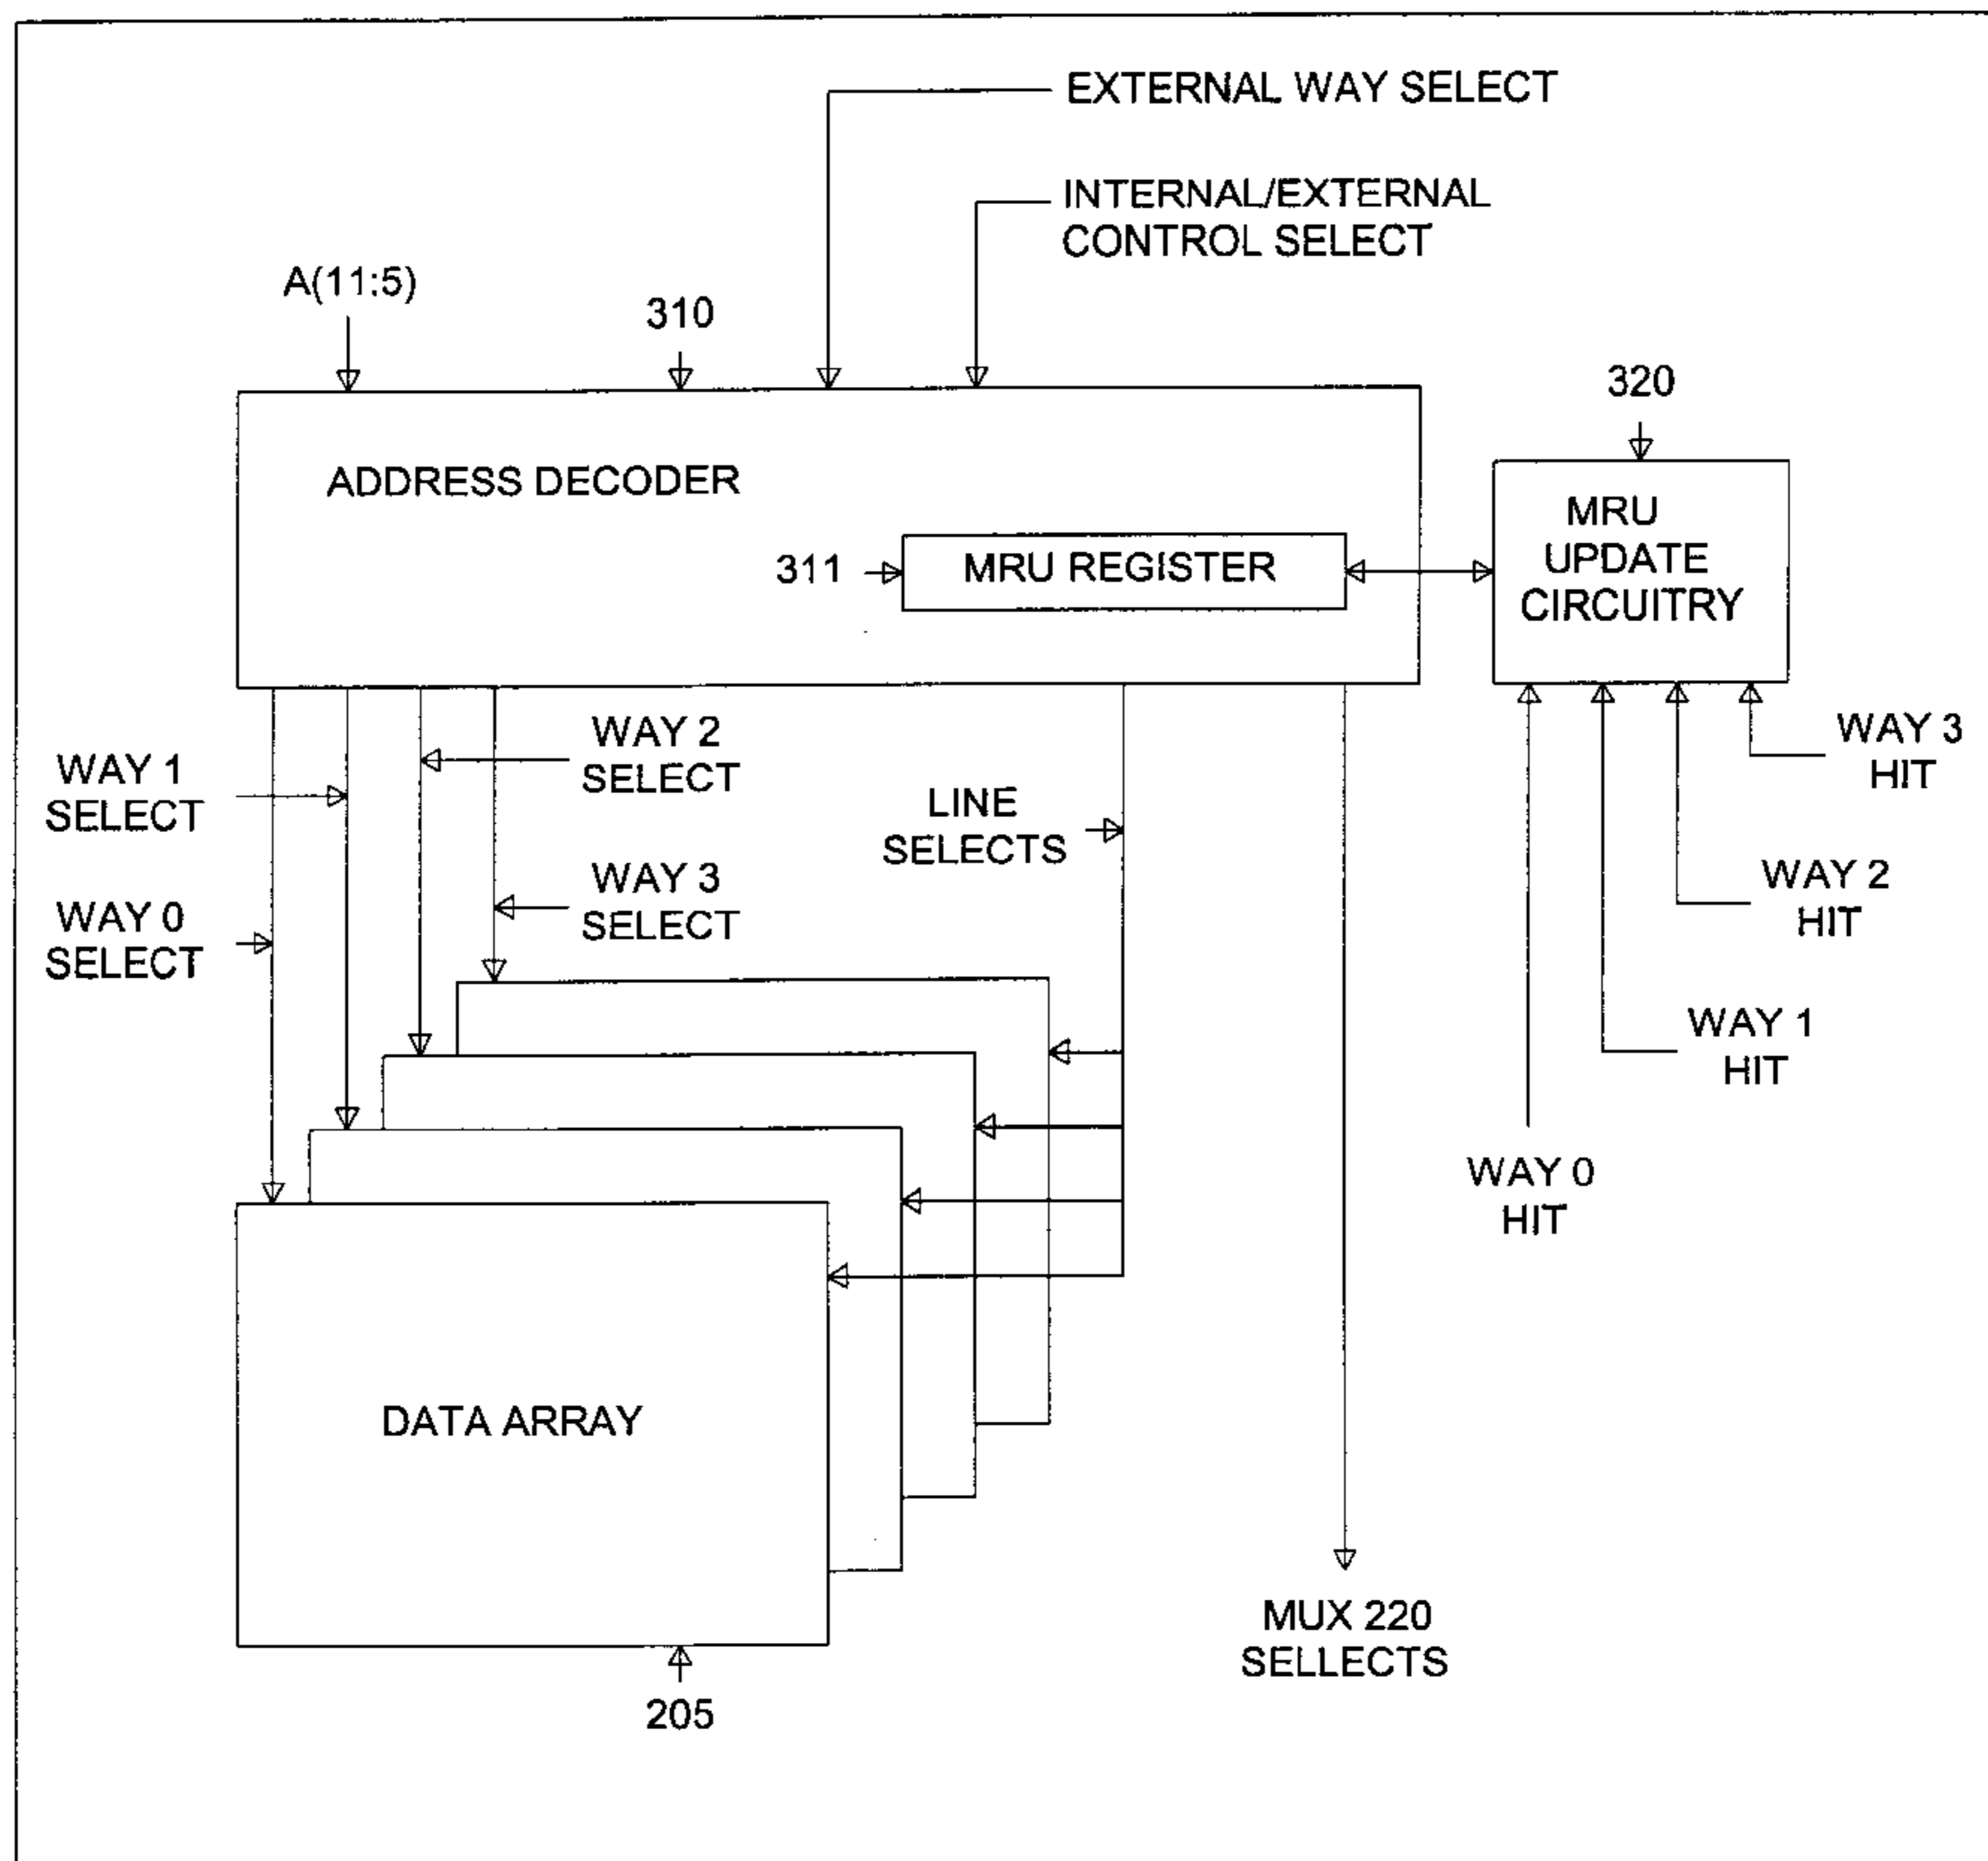 EXTERNAL WAY SELECT
INTERNAL/EXTERNAL
CONTROL SELECT
A(11:5)
310
320
ADDRESS DECODER
MRU
UPDATE
CIRCUITRY
311
MRU REGISTER
WAY 1
SELECT
WAY 2
SELECT
WAY 3
HIT
LINE
SELECTS
WAY 0
SELECT
WAY 3
SELECT
WAY 2
HIT
WAY 1
HIT
WAY 0
HIT
DATA ARRAY
MUX 220
SELLECTS
205